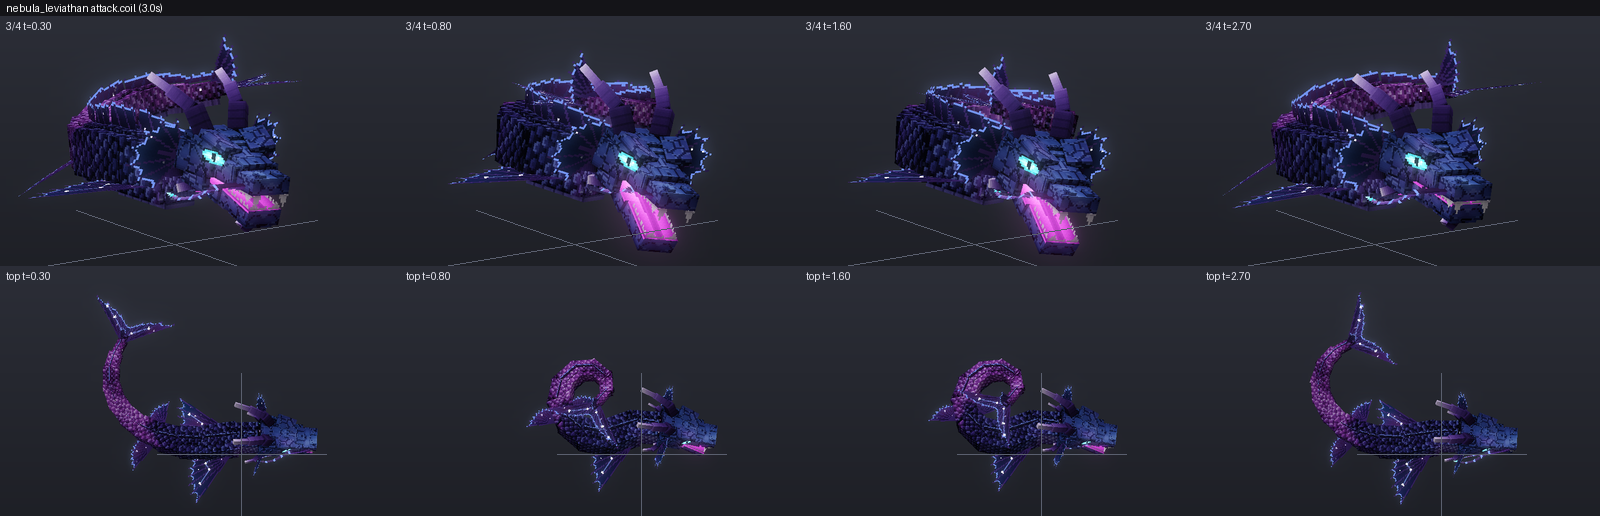 nebula_leviathan attack.coil (3.0s)
3/4 t=0.30
3/4 t=0.80
3/4 t=1.60
3/4 t=2.70
top t=0.30
top t=0.80
top t=1.60
top t=2.70